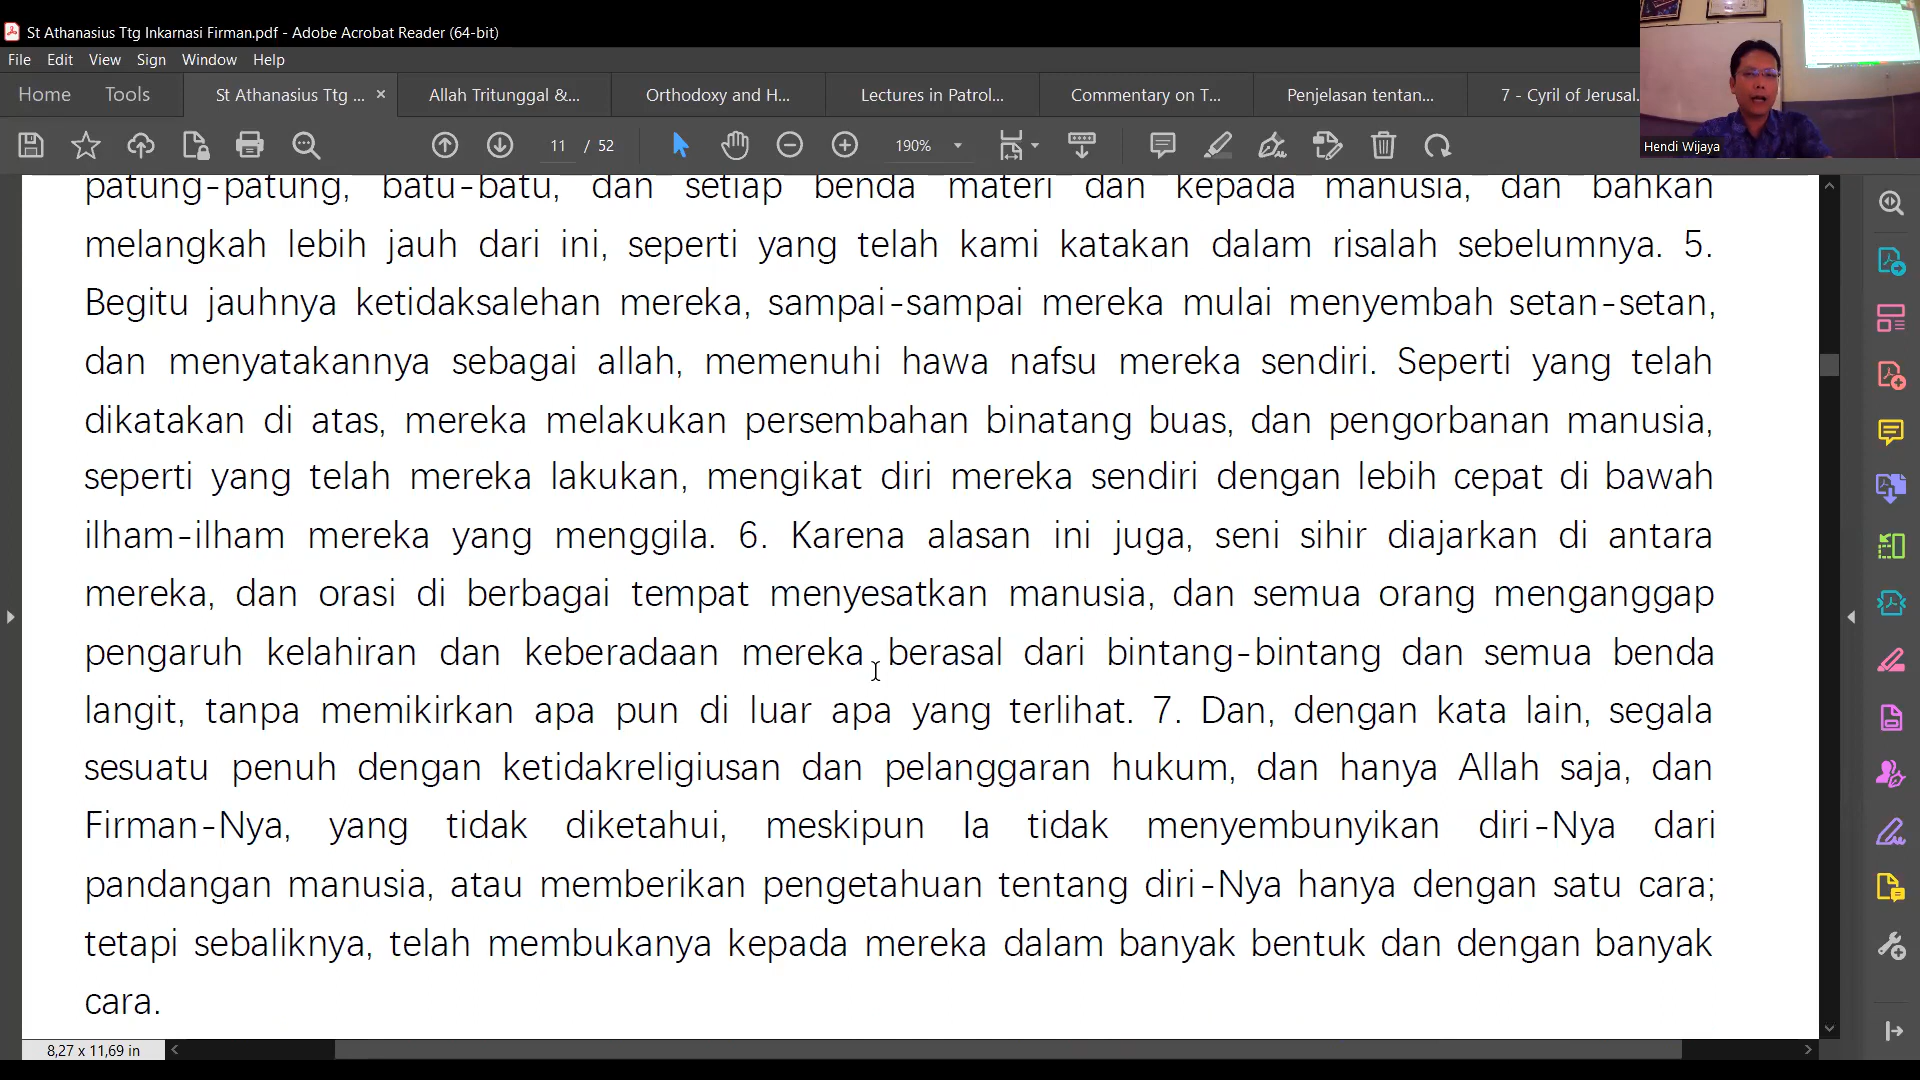 St Athanasius Ttg Inkarnasi Firman.pdf - Adobe Acrobat Reader (64-bit)
File Edit View Sign Window Help
Home Tools St Athanasius Ttg ... × Allah Tritunggal &... Orthodoxy and H... Lectures in Patrol... Commentary on T... Penjelasan tentan... 7 - Cyril of Jerusal.
11 / 52 190%
Hendi Wijaya
patung-patung, batu-batu, dan setiap benda materi dan kepada manusia, dan bahkan
melangkah lebih jauh dari ini, seperti yang telah kami katakan dalam risalah sebelumnya. 5.
Begitu jauhnya ketidaksalehan mereka, sampai-sampai mereka mulai menyembah setan-setan,
dan menyatakannya sebagai allah, memenuhi hawa nafsu mereka sendiri. Seperti yang telah
dikatakan di atas, mereka melakukan persembahan binatang buas, dan pengorbanan manusia,
seperti yang telah mereka lakukan, mengikat diri mereka sendiri dengan lebih cepat di bawah
ilham-ilham mereka yang menggila. 6. Karena alasan ini juga, seni sihir diajarkan di antara
mereka, dan orasi di berbagai tempat menyesatkan manusia, dan semua orang menganggap
pengaruh kelahiran dan keberadaan mereka berasal dari bintang-bintang dan semua benda
langit, tanpa memikirkan apa pun di luar apa yang terlihat. 7. Dan, dengan kata lain, segala
sesuatu penuh dengan ketidakreligiusan dan pelanggaran hukum, dan hanya Allah saja, dan
Firman-Nya, yang tidak diketahui, meskipun Ia tidak menyembunyikan diri-Nya dari
pandangan manusia, atau memberikan pengetahuan tentang diri-Nya hanya dengan satu cara;
tetapi sebaliknya, telah membukanya kepada mereka dalam banyak bentuk dan dengan banyak
cara.
8,27 x 11,69 in